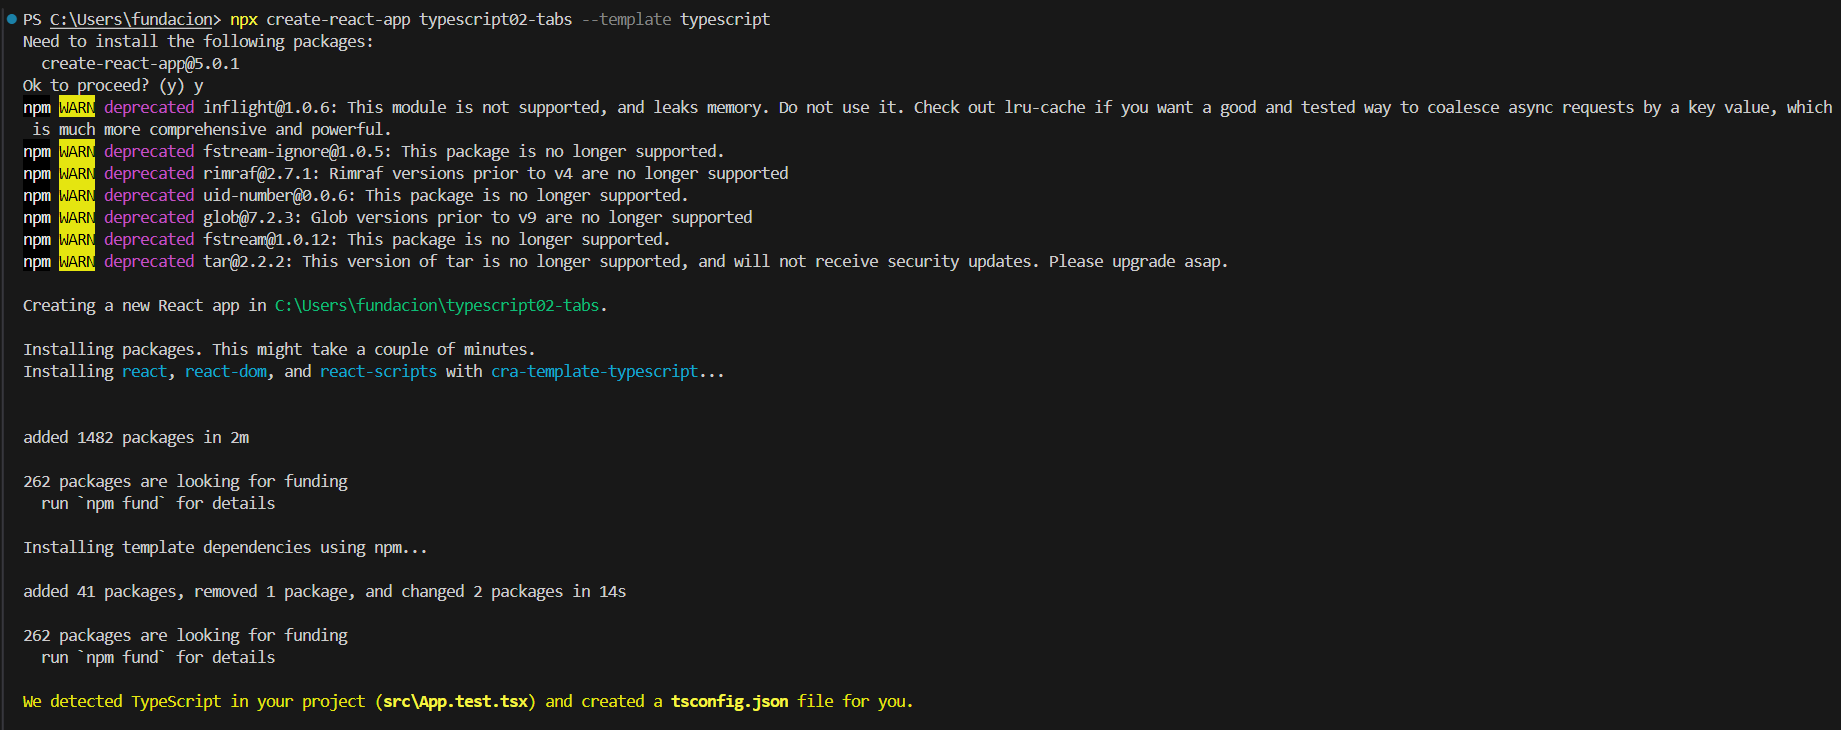 PS C:\Users\fundacion> npx create-react-app typescript02-tabs --template typescript
Need to install the following packages:
  create-react-app@5.0.1
Ok to proceed? (y) y
npm WARN deprecated inflight@1.0.6: This module is not supported, and leaks memory. Do not use it. Check out lru-cache if you want a good and tested way to coalesce async requests by a key value, which
 is much more comprehensive and powerful.
npm WARN deprecated fstream-ignore@1.0.5: This package is no longer supported.
npm WARN deprecated rimraf@2.7.1: Rimraf versions prior to v4 are no longer supported
npm WARN deprecated uid-number@0.0.6: This package is no longer supported.
npm WARN deprecated glob@7.2.3: Glob versions prior to v9 are no longer supported
npm WARN deprecated fstream@1.0.12: This package is no longer supported.
npm WARN deprecated tar@2.2.2: This version of tar is no longer supported, and will not receive security updates. Please upgrade asap.

Creating a new React app in C:\Users\fundacion\typescript02-tabs.

Installing packages. This might take a couple of minutes.
Installing react, react-dom, and react-scripts with cra-template-typescript...

added 1482 packages in 2m

262 packages are looking for funding
  run `npm fund` for details

Installing template dependencies using npm...

added 41 packages, removed 1 package, and changed 2 packages in 14s

262 packages are looking for funding
  run `npm fund` for details

We detected TypeScript in your project (src\App.test.tsx) and created a tsconfig.json file for you.